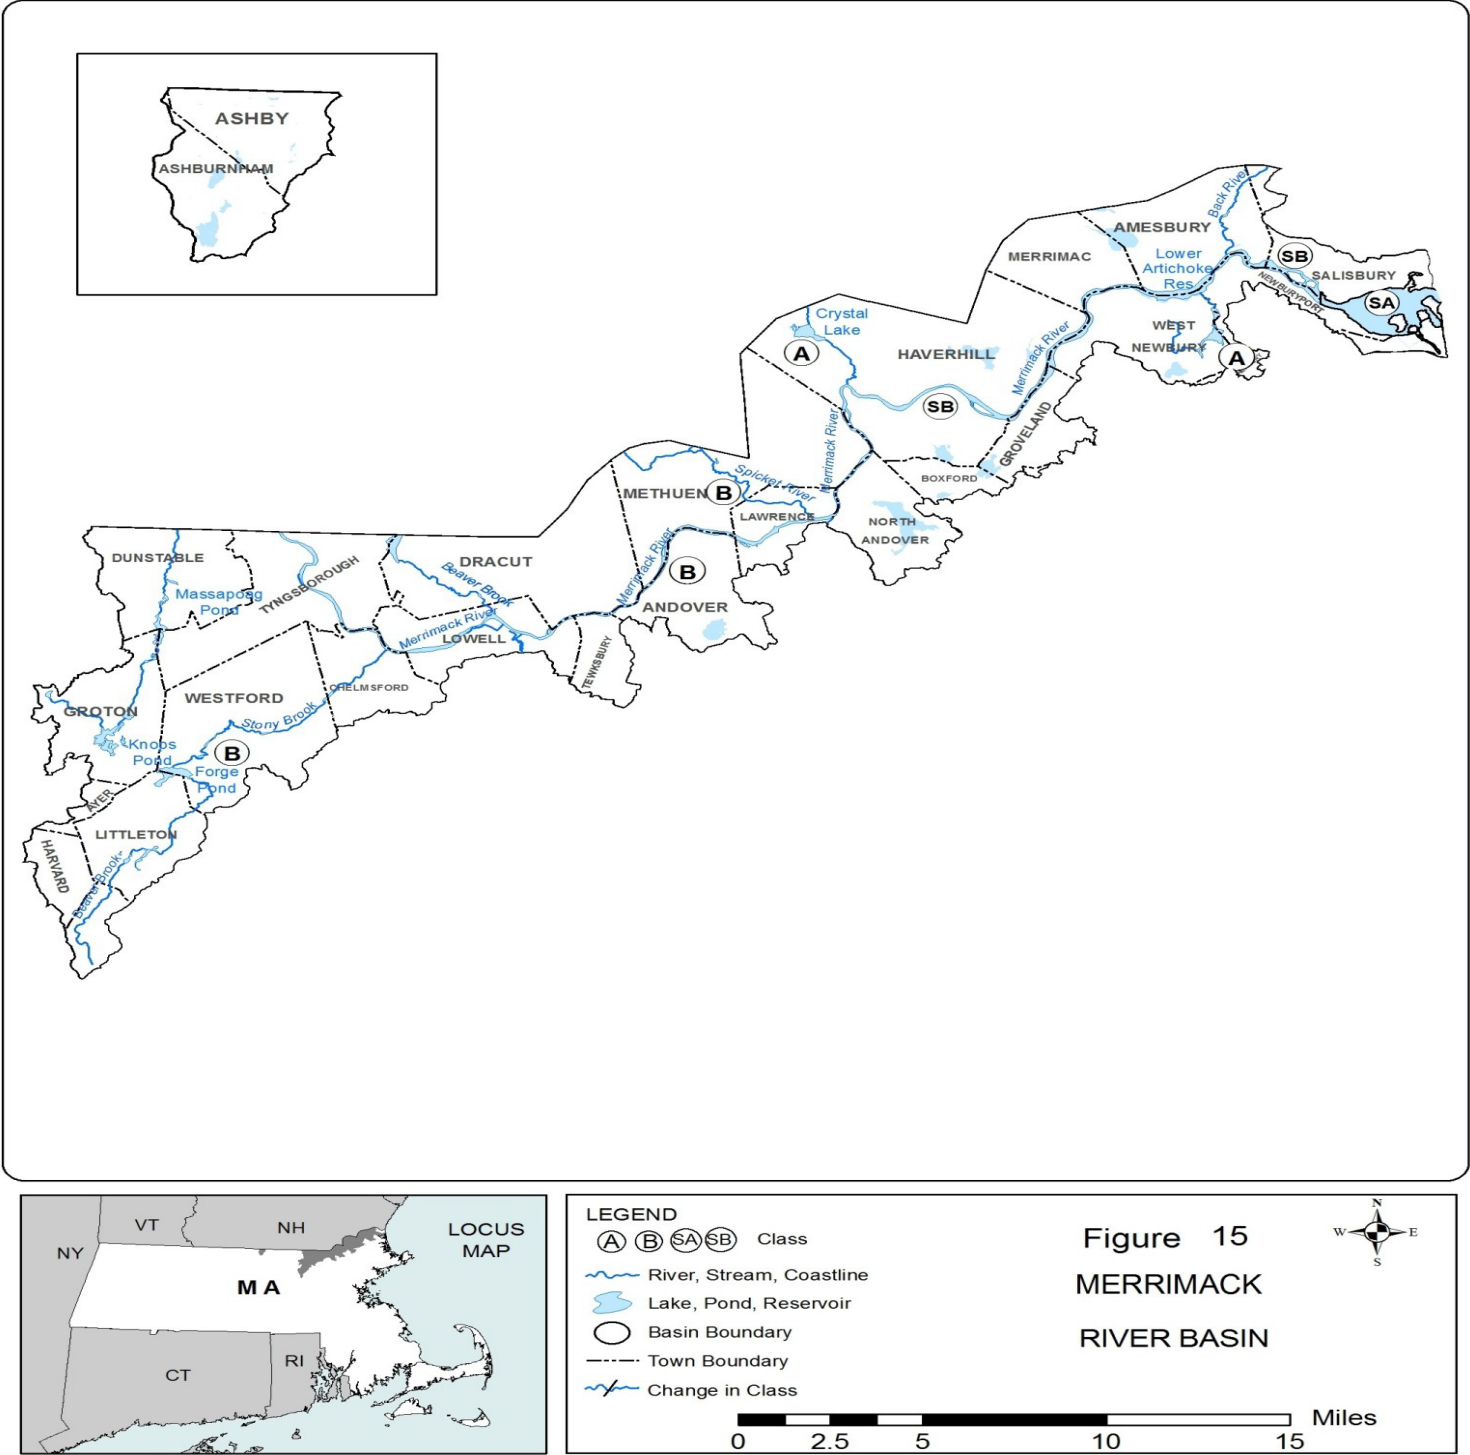 ASHBY
ASHBURNHAM
Back River
AMESBURY
MERRIMAC
Lower
Artichoke
Res
SB
SALISBURY
NEWBURYPORT
SA
Crystal
Lake
A
HAVERHILL
Merrimack River
WEST
NEWBURY
A
SB
GROVELAND
Merrimack River
BOXFORD
Spicket River
METHUEN
B
LAWRENCE
NORTH
ANDOVER
DUNSTABLE
TYNGSBOROUGH
DRACUT
Beaver Brook
Merrimack River
B
ANDOVER
Massapoag
Pond
Merrimack River
LOWELL
TEWKSBURY
CHELMSFORD
WESTFORD
GROTON
Stony Brook
Knops
Pond
B
Forge
Pond
AYER
LITTLETON
HARVARD
Beaver Brook
NY
VT
NH
LOCUS
MAP
MA
CT
RI
LEGEND
A B SA SB Class
River, Stream, Coastline
Lake, Pond, Reservoir
Basin Boundary
Town Boundary
Change in Class
Figure 15
MERRIMACK
RIVER BASIN
N
W E
S
Miles
0 2.5 5 10 15